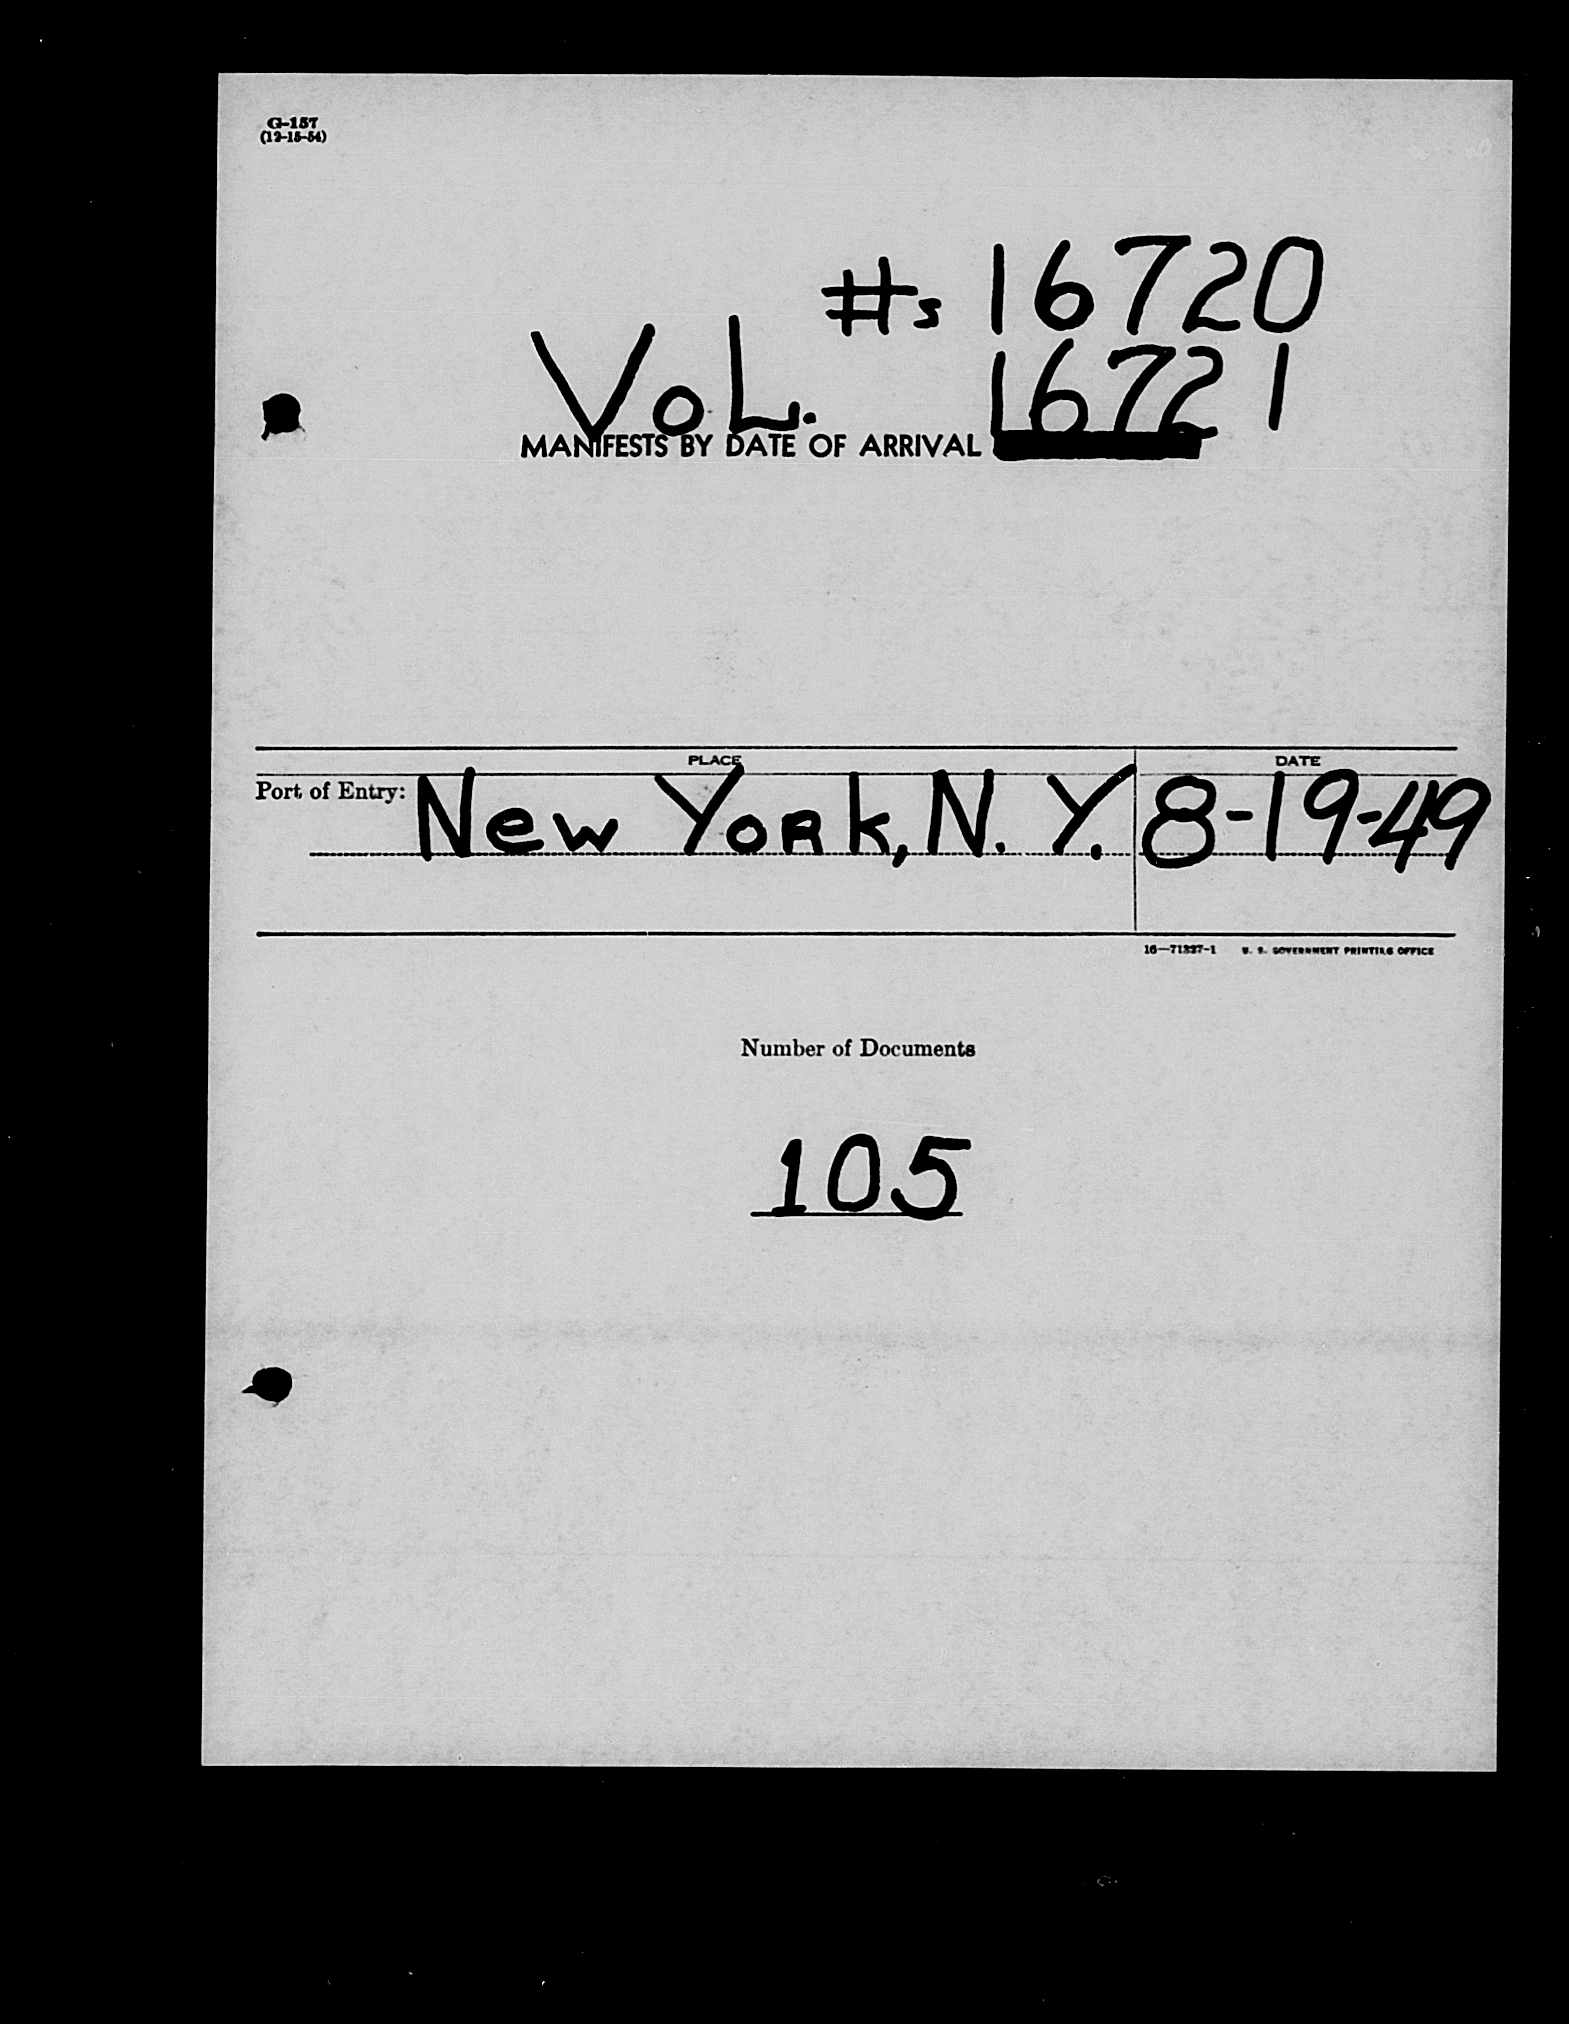 G-157
(12-15-54)
#s 16720
VoL. 16721
MANIFESTS BY DATE OF ARRIVAL
PLACE DATE
Port of Entry: New York, N. Y. 8-19-49
16—71327-1 U. S. GOVERNMENT PRINTING OFFICE
Number of Documents
105